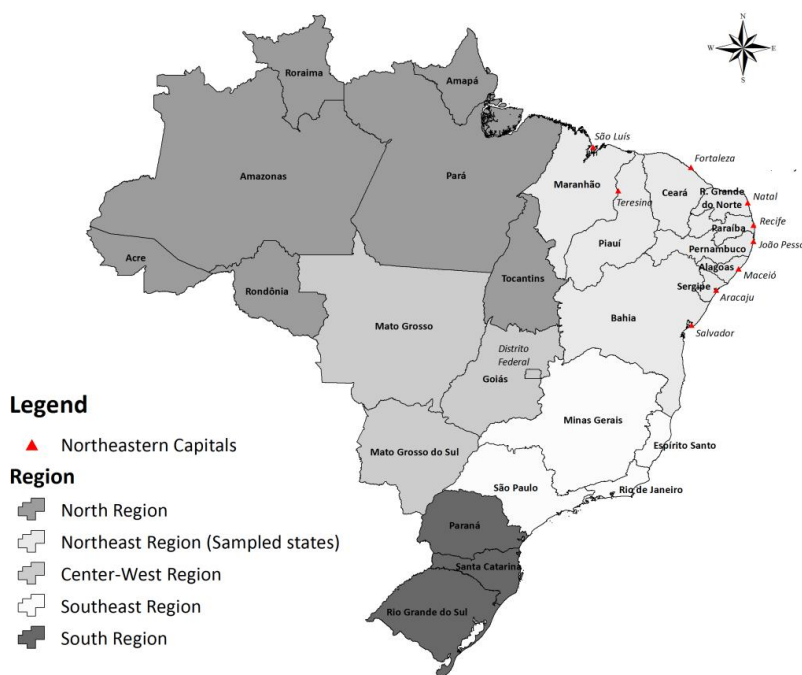 N
W
E
S
Roraima
Amapá
São Luís
Fortaleza
Amazonas
Pará
Maranhão
Ceará
R. Grande
do Norte
Natal
Teresina
Paraíba
Recife
Piauí
Pernambuco
João Pesso
Acre
Alagoas
Maceió
Tocantins
Sergipe
Aracaju
Rondônia
Mato Grosso
Bahia
Salvador
Distrito
Federal
Goiás
Minas Gerais
Espírito Santo
Mato Grosso do Sul
São Paulo
Rio de Janeiro
Paraná
Santa Catarina
Rio Grande do Sul
Legend
Northeastern Capitals
Region
North Region
Northeast Region (Sampled states)
Center-West Region
Southeast Region
South Region